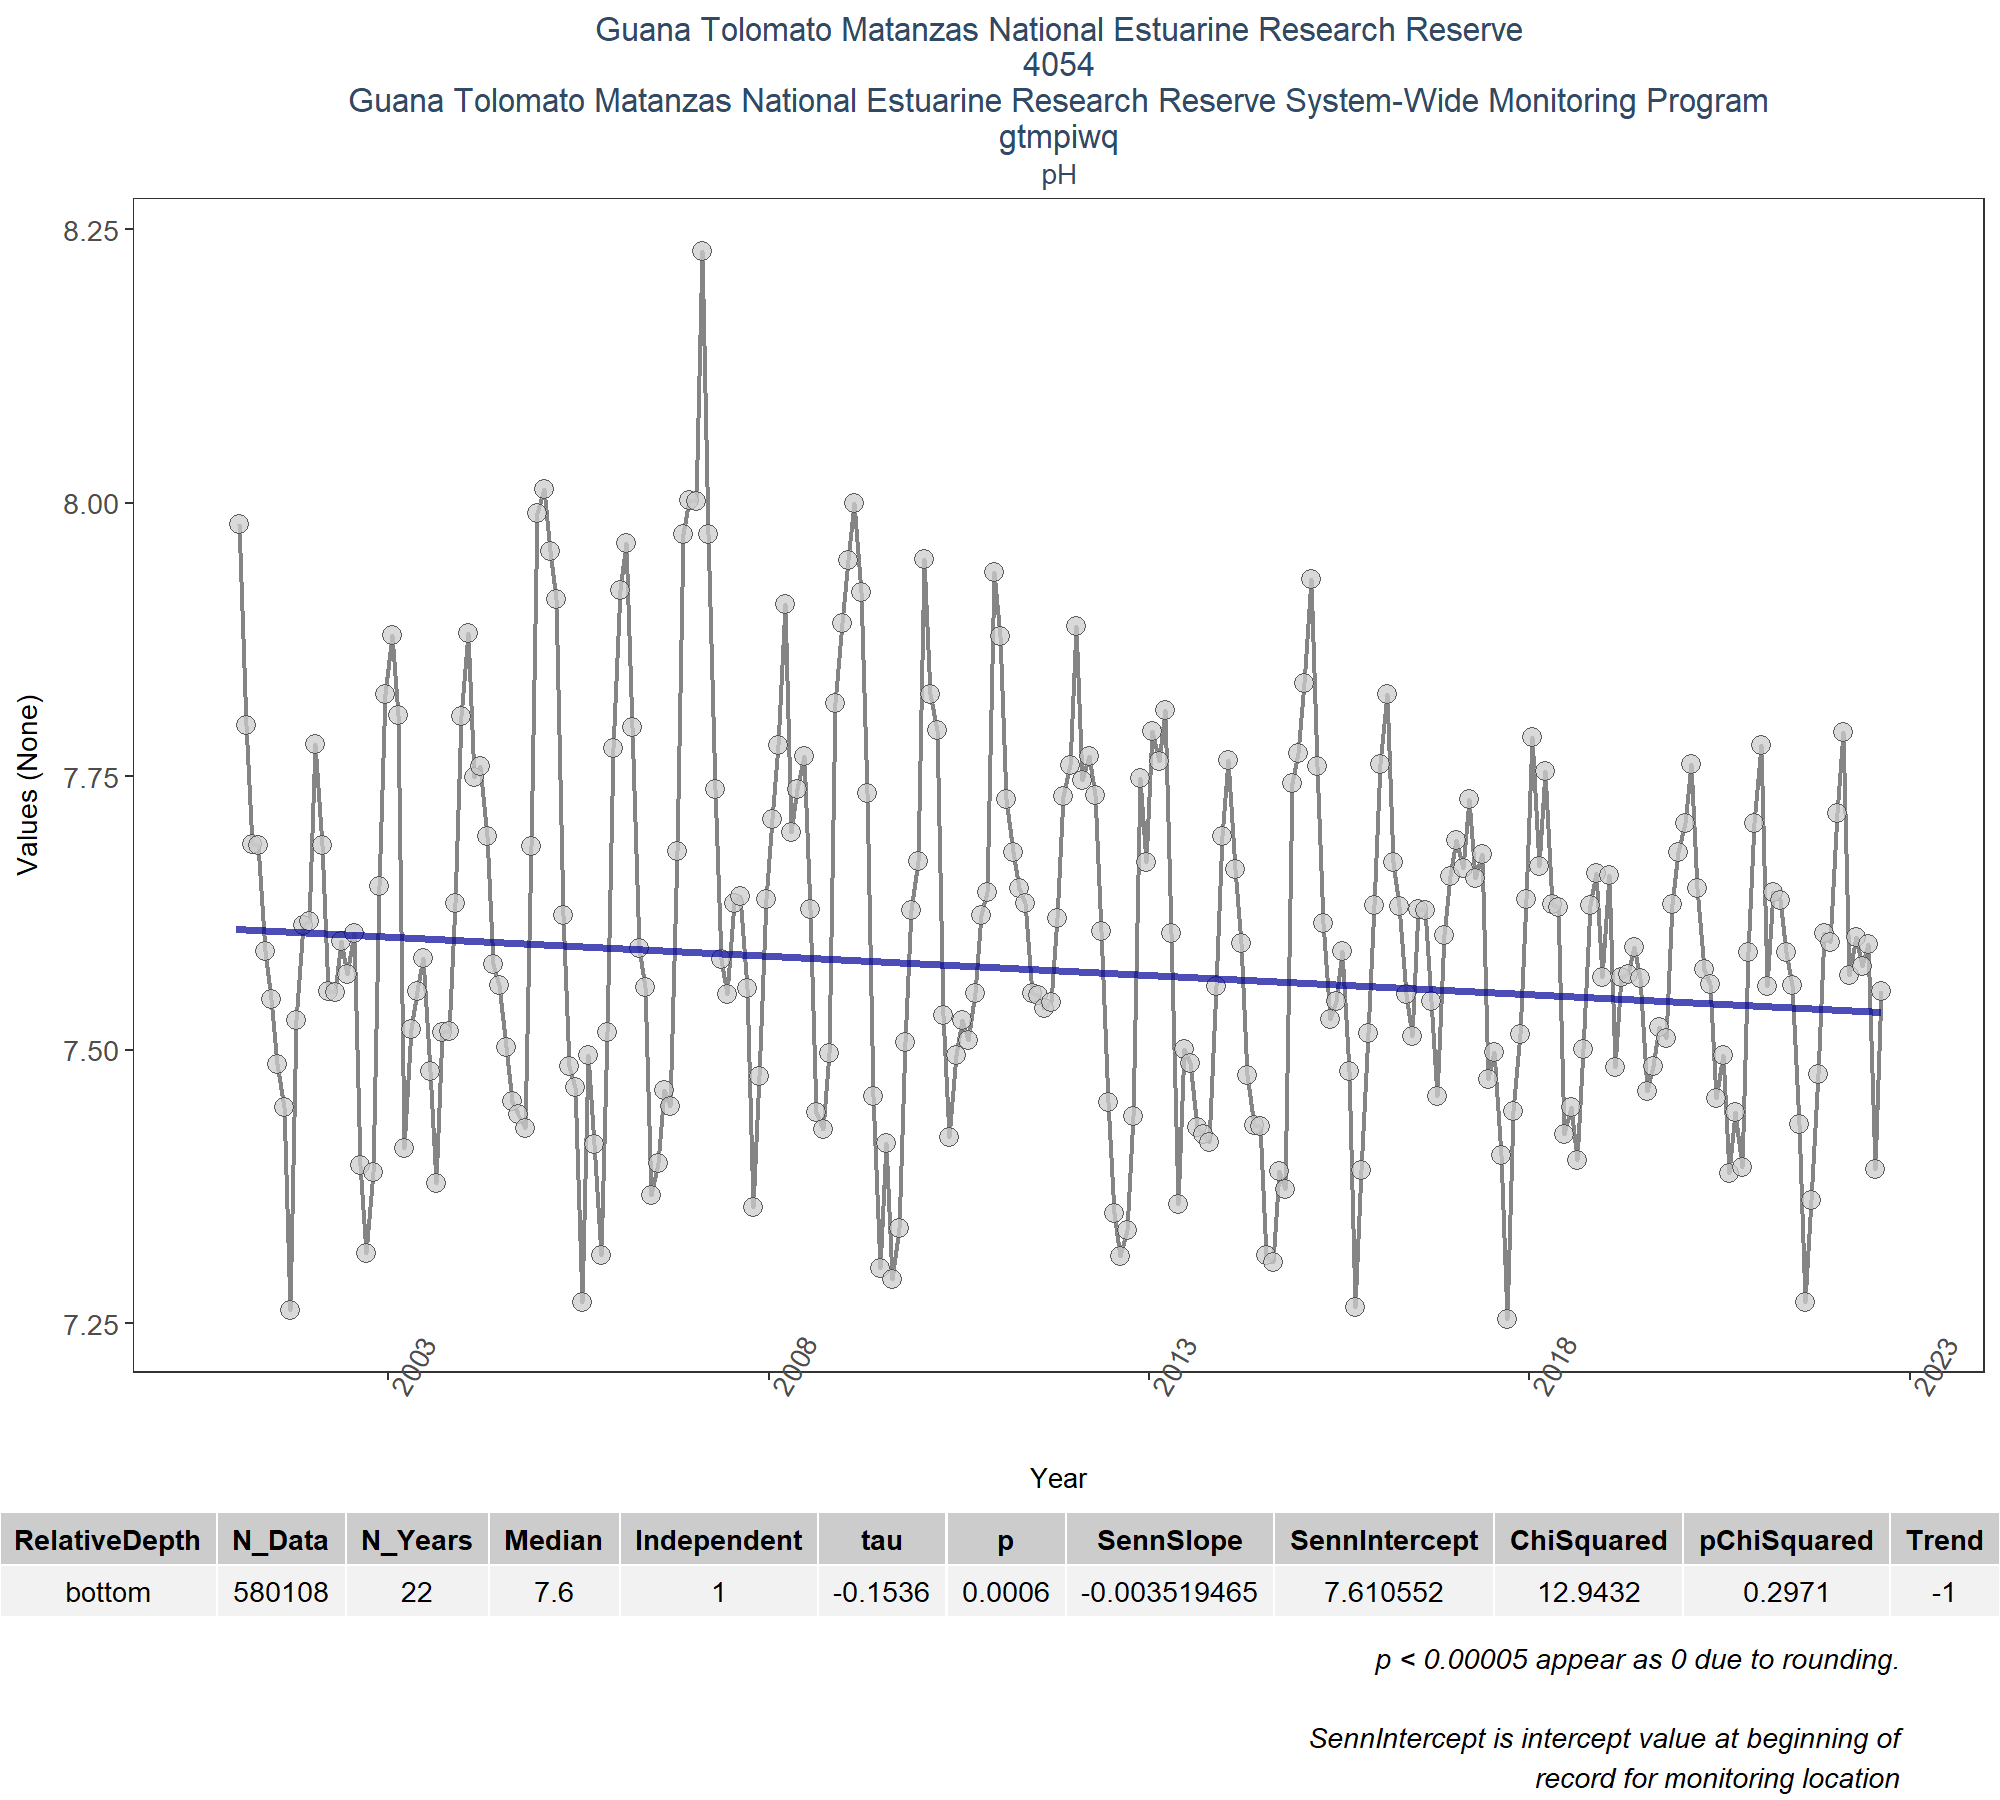 Guana Tolomato Matanzas National Estuarine Research Reserve
4054
Guana Tolomato Matanzas National Estuarine Research Reserve System-Wide Monitoring Program
gtmpiwq
pH
8.25
8.00
7.75
7.50
7.25
Values (None)
2003 2008 2013 2018 2023
Year
RelativeDepth N_Data N_Years Median Independent tau p SennSlope SennIntercept ChiSquared pChiSquared Trend
bottom 580108 22 7.6 1 -0.1536 0.0006 -0.003519465 7.610552 12.9432 0.2971 -1
p < 0.00005 appear as 0 due to rounding.
SennIntercept is intercept value at beginning of
record for monitoring location